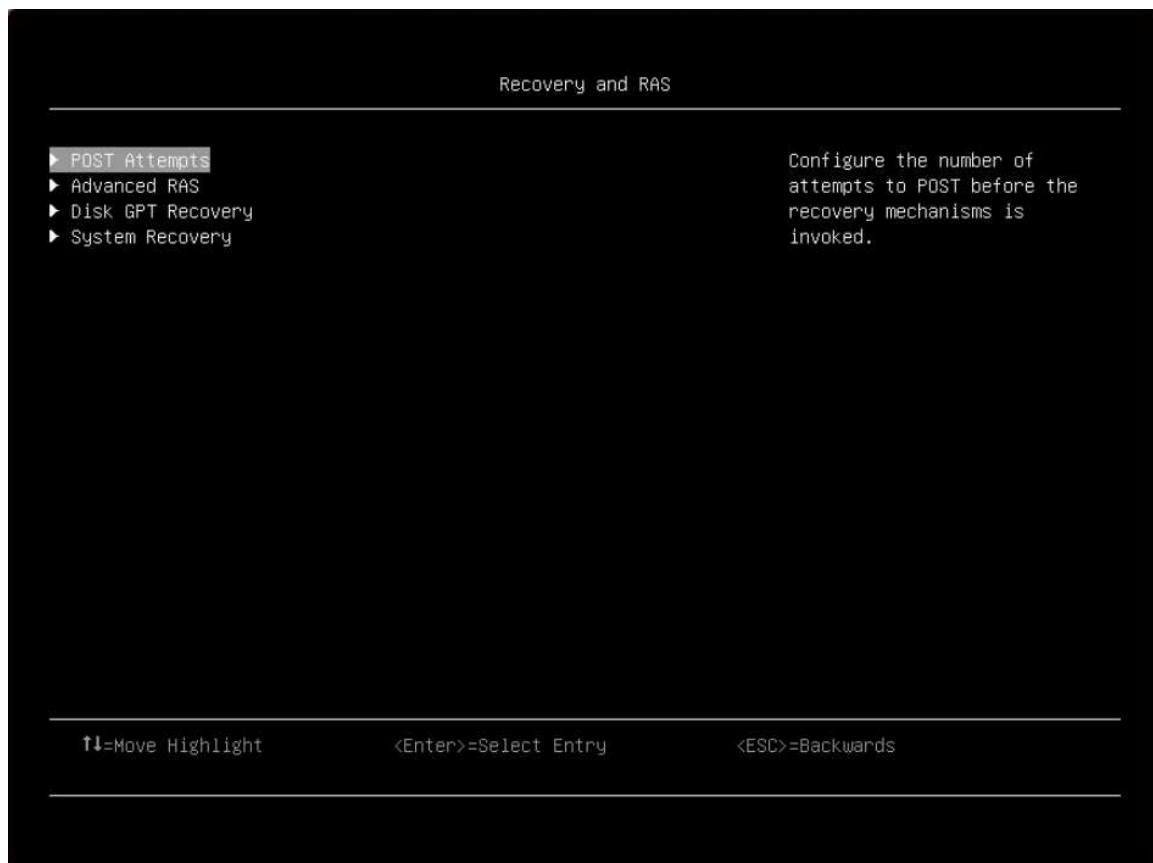 Recovery and RAS
▶ POST Attempts
▶ Advanced RAS
▶ Disk GPT Recovery
▶ System Recovery
Configure the number of
attempts to POST before the
recovery mechanisms is
invoked.
↑↓=Move Highlight <Enter>=Select Entry <ESC>=Backwards